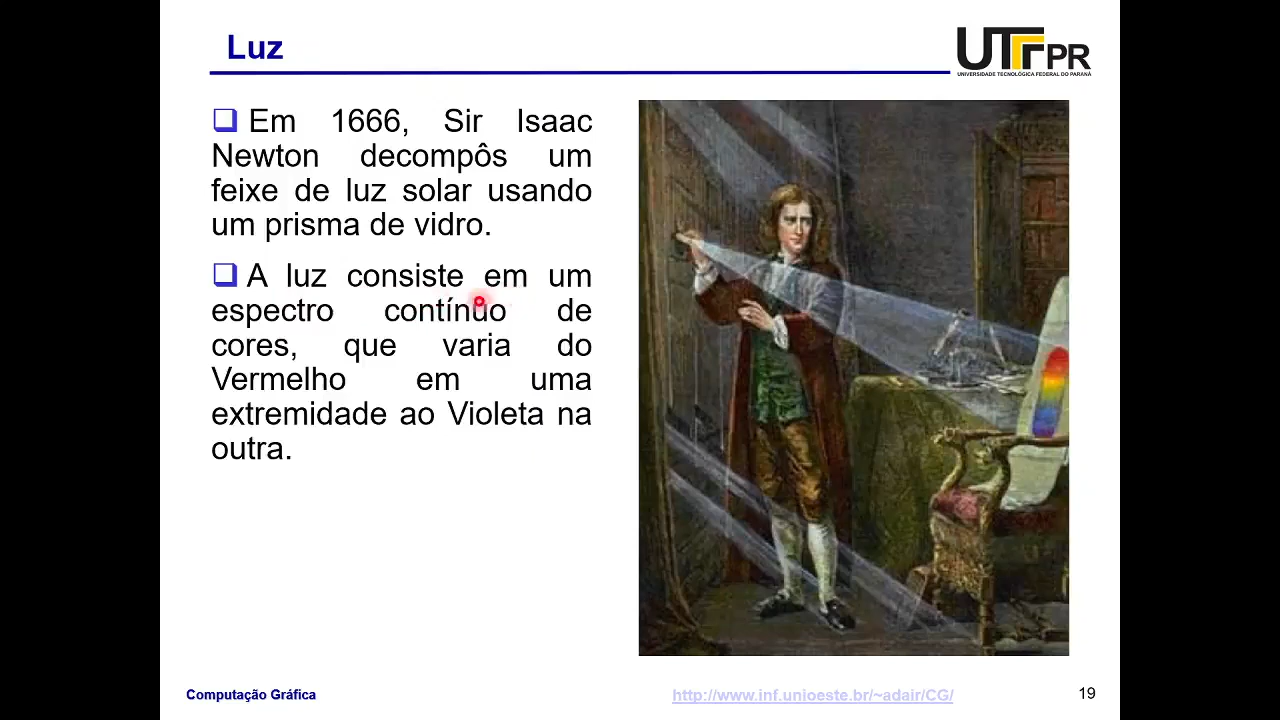 Luz
UTFPR
UNIVERSIDADE TECNOLÓGICA FEDERAL DO PARANÁ
Em 1666, Sir Isaac
Newton decompôs um
feixe de luz solar usando
um prisma de vidro.
A luz consiste em um
espectro contíndo de
cores, que varia do
Vermelho em uma
extremidade ao Violeta na
outra.
Computação Gráfica
http://www.inf.unioeste.br/~adair/CG/
19